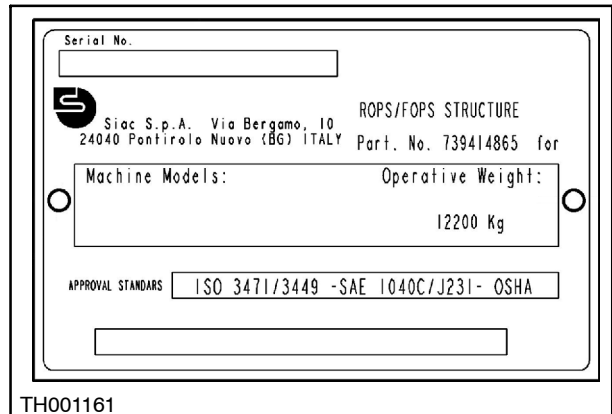 Serial No.
Siac S.p.A. Via Bergamo, 10
24040 Pontirolo Nuovo (BG) ITALY
ROPS/FOPS STRUCTURE
Part. No. 739414865 for
Machine Models: Operative Weight:
12200 Kg
APPROVAL STANDARS ISO 3471/3449 -SAE 1040C/J231- OSHA
TH001161